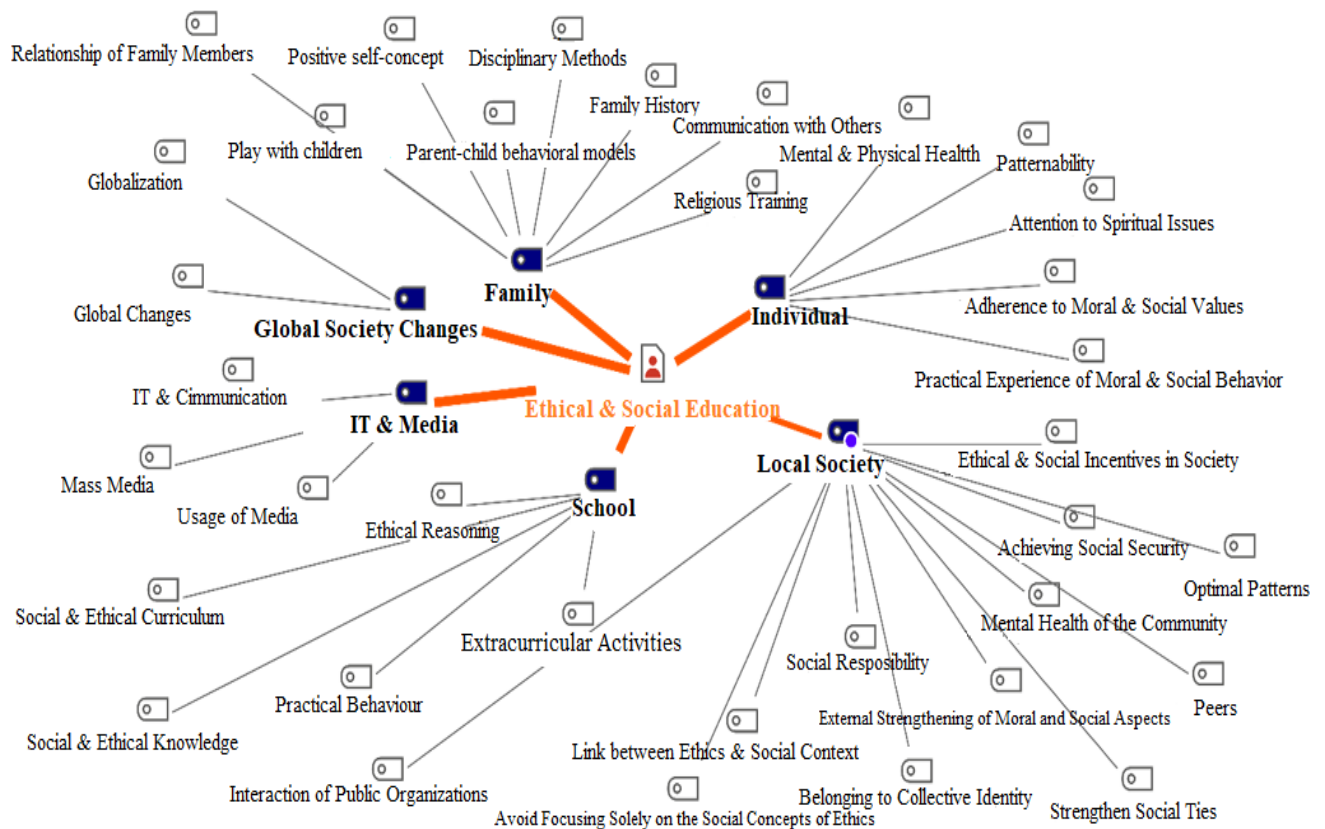 Relationship of Family Members
Positive self-concept
Disciplinary Methods
Family History
Communication with Others
Mental & Physical Healtth
Patternability
Play with children
Parent-child behavioral models
Globalization
Religious Training
Attention to Spiritual Issues
Family
Global Changes
Global Society Changes
Individual
Adherence to Moral & Social Values
IT & Cimmunication
Practical Experience of Moral & Social Behavior
IT & Media
Ethical & Social Education
Mass Media
Usage of Media
Local Society
Ethical & Social Incentives in Society
School
Ethical Reasoning
Achieving Social Security
Optimal Patterns
Social & Ethical Curriculum
Extracurricular Activities
Mental Health of the Community
Social Resposibility
Practical Behaviour
Peers
External Strengthening of Moral and Social Aspects
Social & Ethical Knowledge
Link between Ethics & Social Context
Interaction of Public Organizations
Belonging to Collective Identity
Strengthen Social Ties
Avoid Focusing Solely on the Social Concepts of Ethics